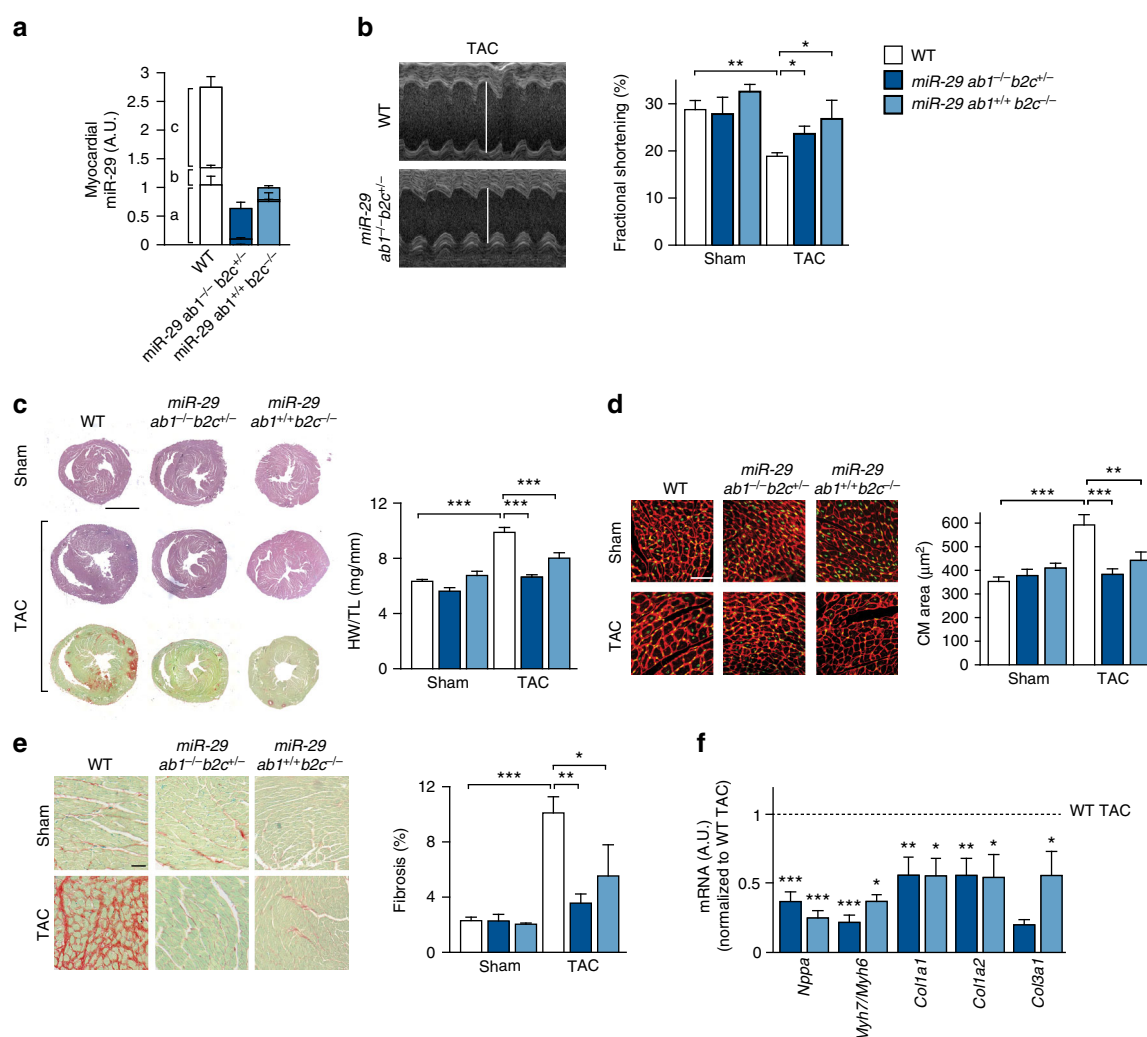 a
Myocardial
miR-29 (A.U.)
3
2.5
2
1.5
1
0.5
0
c
b
a
WT
miR-29 ab1⁻/⁻ b2c⁺/⁻
miR-29 ab1⁺/⁺ b2c⁻/⁻
b
TAC
WT
miR-29
ab1⁻/⁻b2c⁺/⁻
Fractional shortening (%)
30
20
10
0
** * *
Sham TAC
WT
miR-29 ab1⁻/⁻b2c⁺/⁻
miR-29 ab1⁺/⁺ b2c⁻/⁻
c
WT
miR-29
ab1⁻/⁻b2c⁺/⁻
miR-29
ab1⁺/⁺b2c⁻/⁻
Sham
TAC
HW/TL (mg/mm)
12
9
6
3
0
*** *** ***
Sham TAC
d
WT
miR-29
ab1⁻/⁻b2c⁺/⁻
miR-29
ab1⁺/⁺b2c⁻/⁻
Sham
TAC
CM area (µm²)
600
500
400
300
200
100
0
*** *** **
Sham TAC
e
WT
miR-29
ab1⁻/⁻b2c⁺/⁻
miR-29
ab1⁺/⁺b2c⁻/⁻
Sham
TAC
Fibrosis (%)
12
8
4
0
*** ** *
Sham TAC
f
mRNA (A.U.)
(normalized to WT TAC)
1
0.5
0
WT TAC
*** *** *** * ** * ** * *
Nppa
Myh7/Myh6
Col1a1
Col1a2
Col3a1